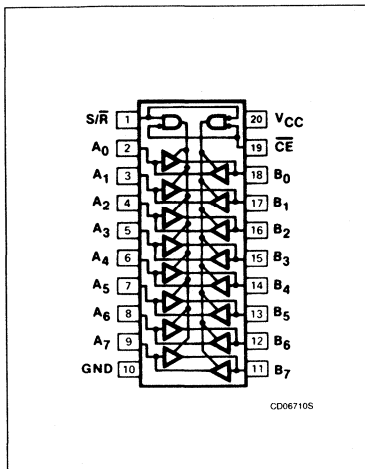 S/R̅ 1
A0 2
A1 3
A2 4
A3 5
A4 6
A5 7
A6 8
A7 9
GND 10
20 VCC
19 C̅E̅
18 B0
17 B1
16 B2
15 B3
14 B4
13 B5
12 B6
11 B7
CD06710S